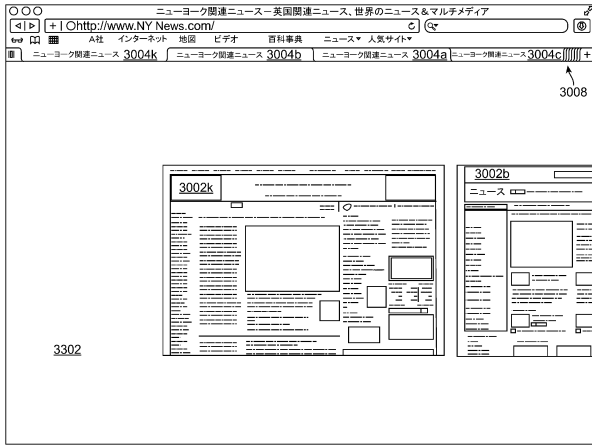 ニューヨーク関連ニュースー英国関連ニュース、世界のニュース&マルチメディア
+ http://www.NY News.com/
A社 インターネット 地図 ビデオ 百科事典 ニュース▼ 人気サイト▼
ニューヨーク関連ニュース 3004k ニューヨーク関連ニュース 3004b ニューヨーク関連ニュース 3004a ニューヨーク関連ニュース 3004c +
3008
3002k
3002b
ニュース
3302